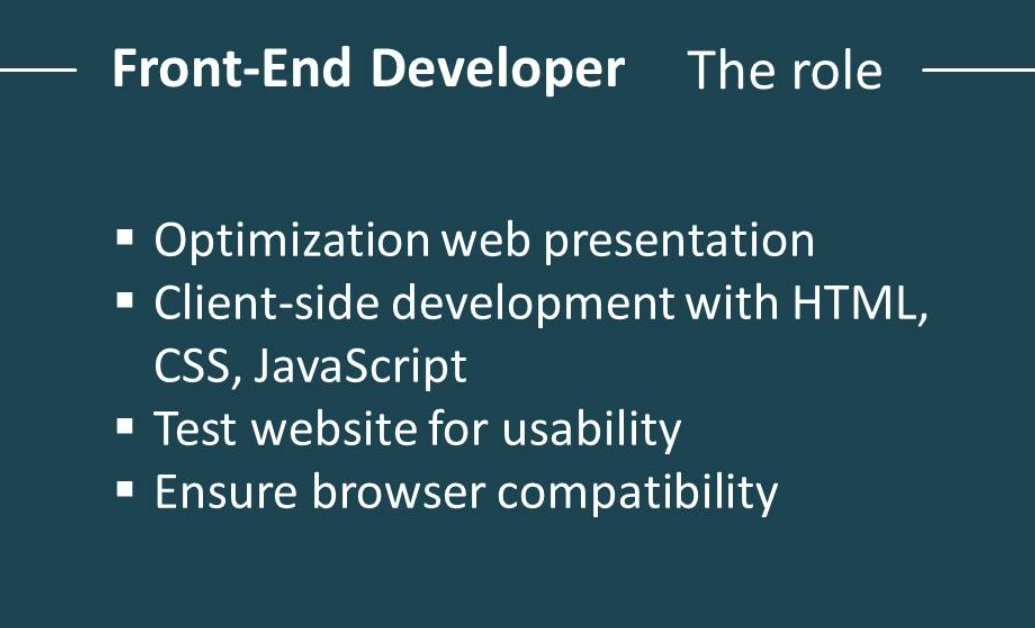 Front-End Developer The role
▪ Optimization web presentation
▪ Client-side development with HTML,
CSS, JavaScript
▪ Test website for usability
▪ Ensure browser compatibility